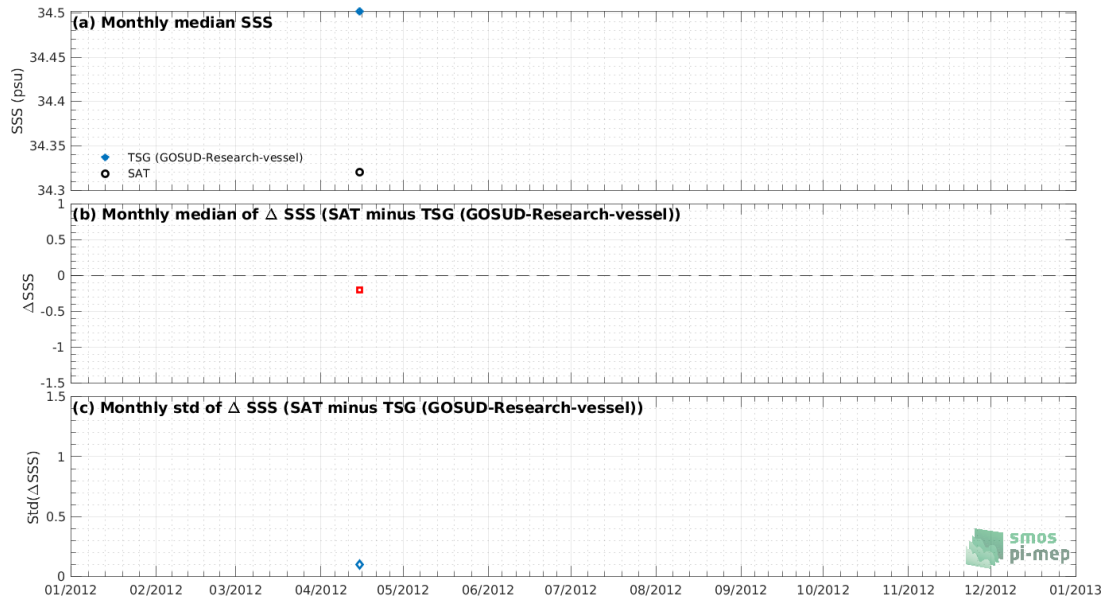 (a) Monthly median SSS
34.5
34.45
34.4
34.35
34.3
SSS (psu)
TSG (GOSUD-Research-vessel)
SAT
(b) Monthly median of Δ SSS (SAT minus TSG (GOSUD-Research-vessel))
1
0.5
0
-0.5
-1
-1.5
ΔSSS
(c) Monthly std of Δ SSS (SAT minus TSG (GOSUD-Research-vessel))
1.5
1
0.5
0
Std(ΔSSS)
smos
pi-mep
01/2012 02/2012 03/2012 04/2012 05/2012 06/2012 07/2012 08/2012 09/2012 10/2012 11/2012 12/2012 01/2013